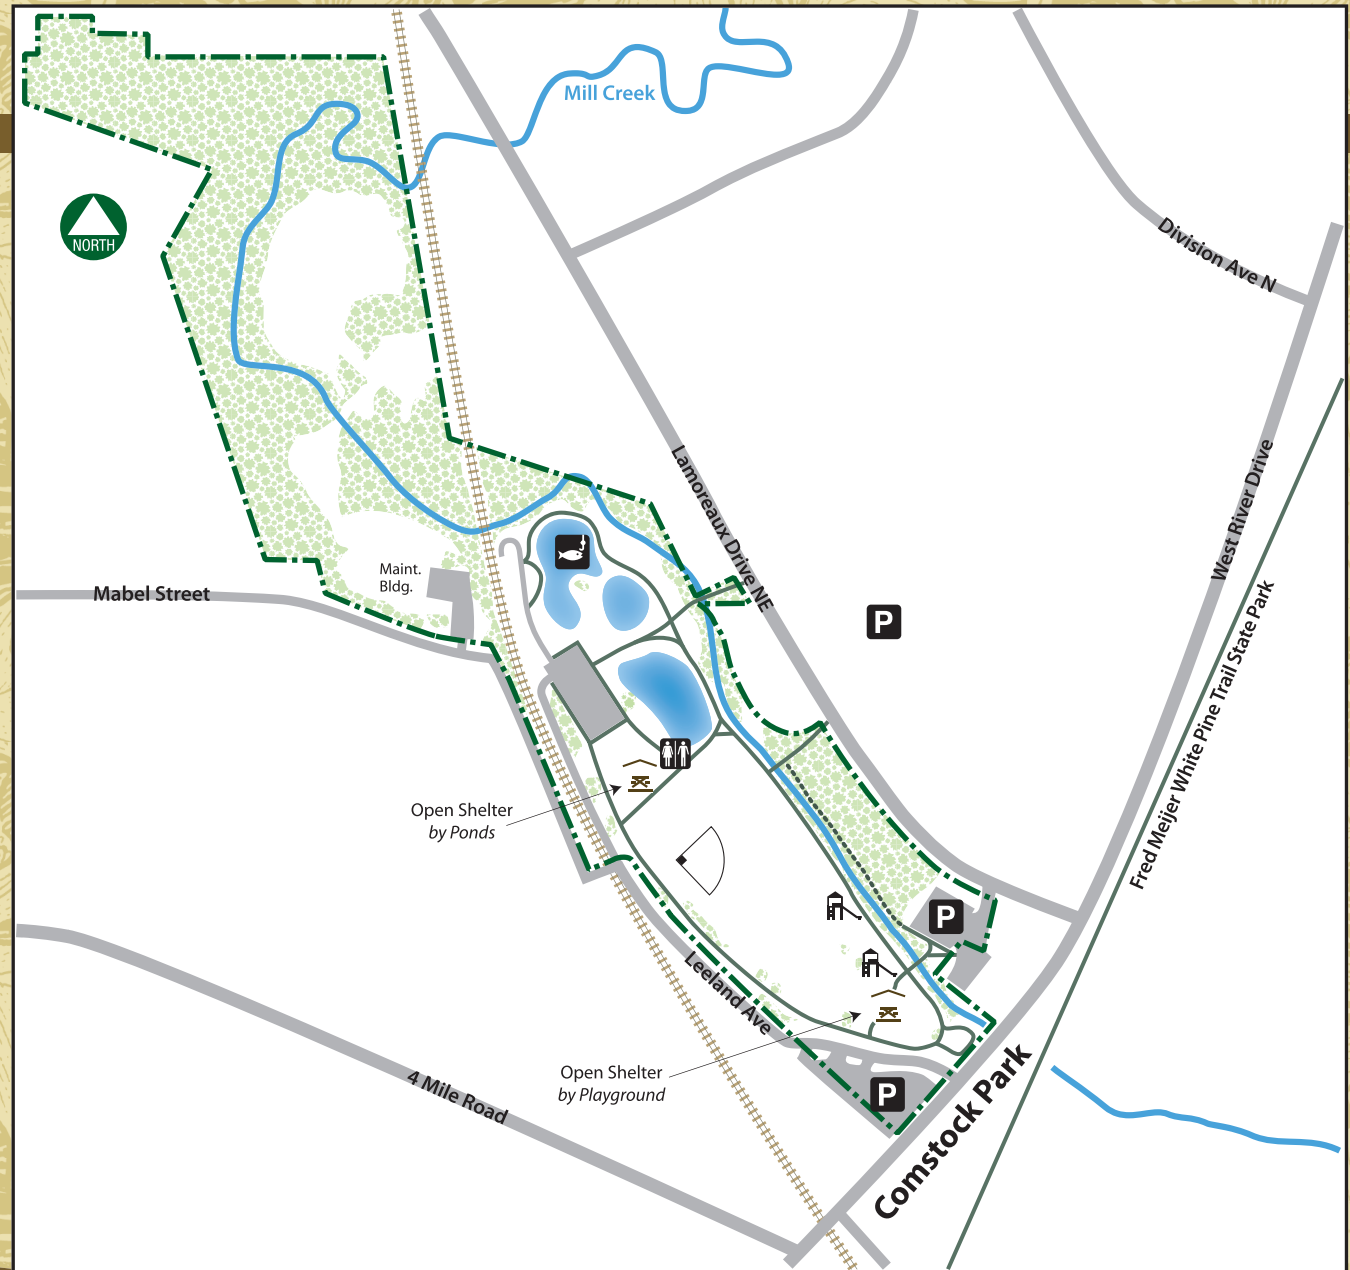 Mill Creek
NORTH
Division Ave N
Lamoreaux Drive NE
West River Drive
Maint.
Bldg.
Mabel Street
P
Fred Meijer White Pine Trail State Park
Open Shelter
by Ponds
P
Leeland Ave
Open Shelter
by Playground
P
4 Mile Road
Comstock Park